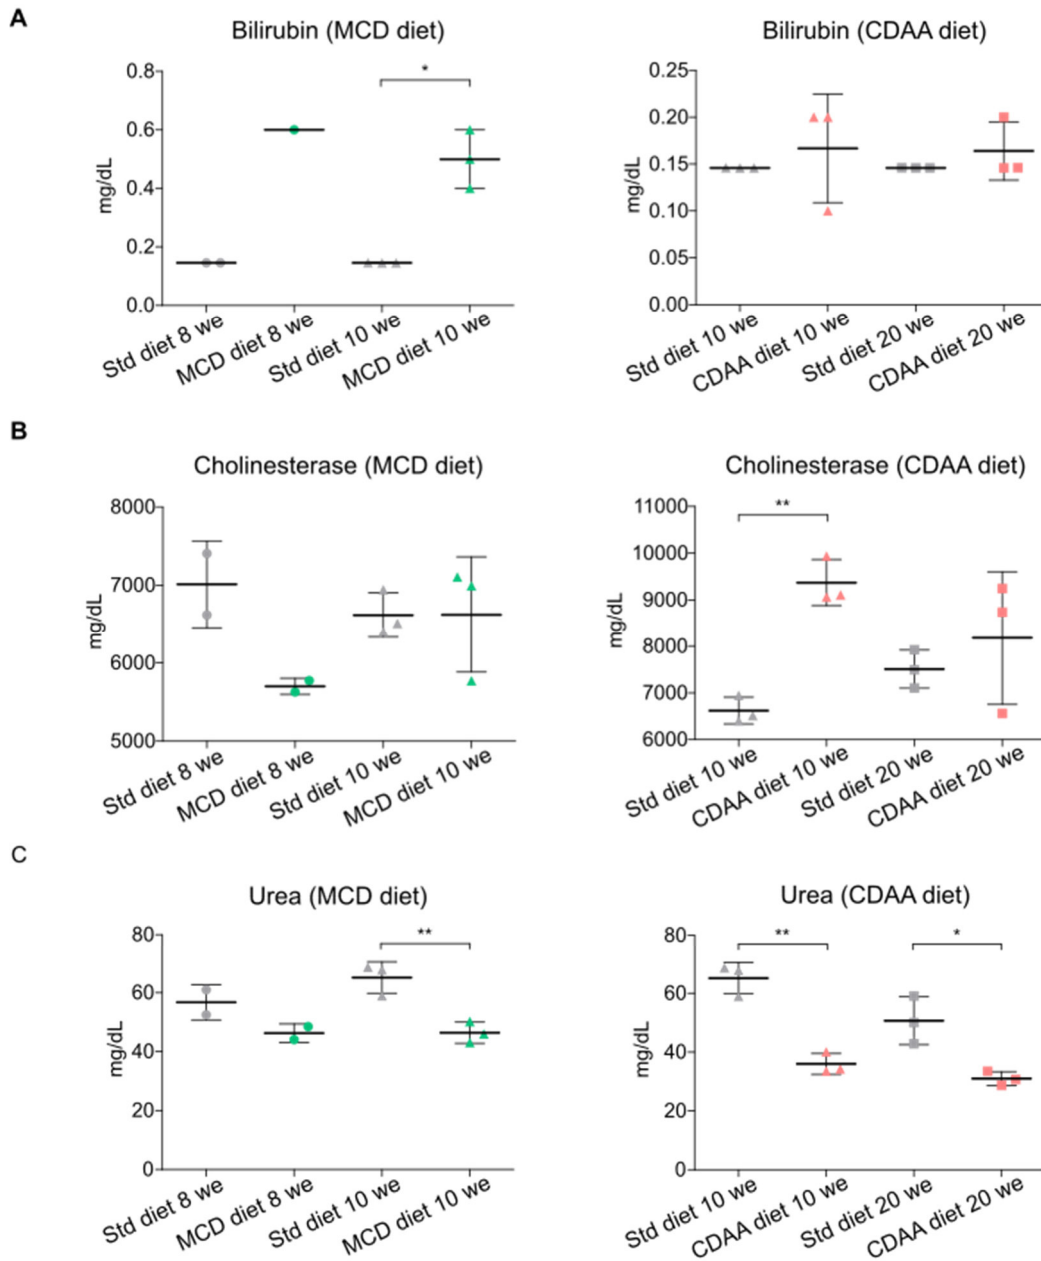 A
Bilirubin (MCD diet)
0.8
0.6
0.4
0.2
0.0
mg/dL
*
Std diet 8 we
MCD diet 8 we
Std diet 10 we
MCD diet 10 we
Bilirubin (CDAA diet)
0.25
0.20
0.15
0.10
0.05
0.00
mg/dL
Std diet 10 we
CDAA diet 10 we
Std diet 20 we
CDAA diet 20 we
B
Cholinesterase (MCD diet)
8000
7000
6000
5000
mg/dL
Std diet 8 we
MCD diet 8 we
Std diet 10 we
MCD diet 10 we
Cholinesterase (CDAA diet)
11000
10000
9000
8000
7000
6000
mg/dL
**
Std diet 10 we
CDAA diet 10 we
Std diet 20 we
CDAA diet 20 we
C
Urea (MCD diet)
80
60
40
20
0
mg/dL
**
Std diet 8 we
MCD diet 8 we
Std diet 10 we
MCD diet 10 we
Urea (CDAA diet)
80
60
40
20
0
mg/dL
**
*
Std diet 10 we
CDAA diet 10 we
Std diet 20 we
CDAA diet 20 we